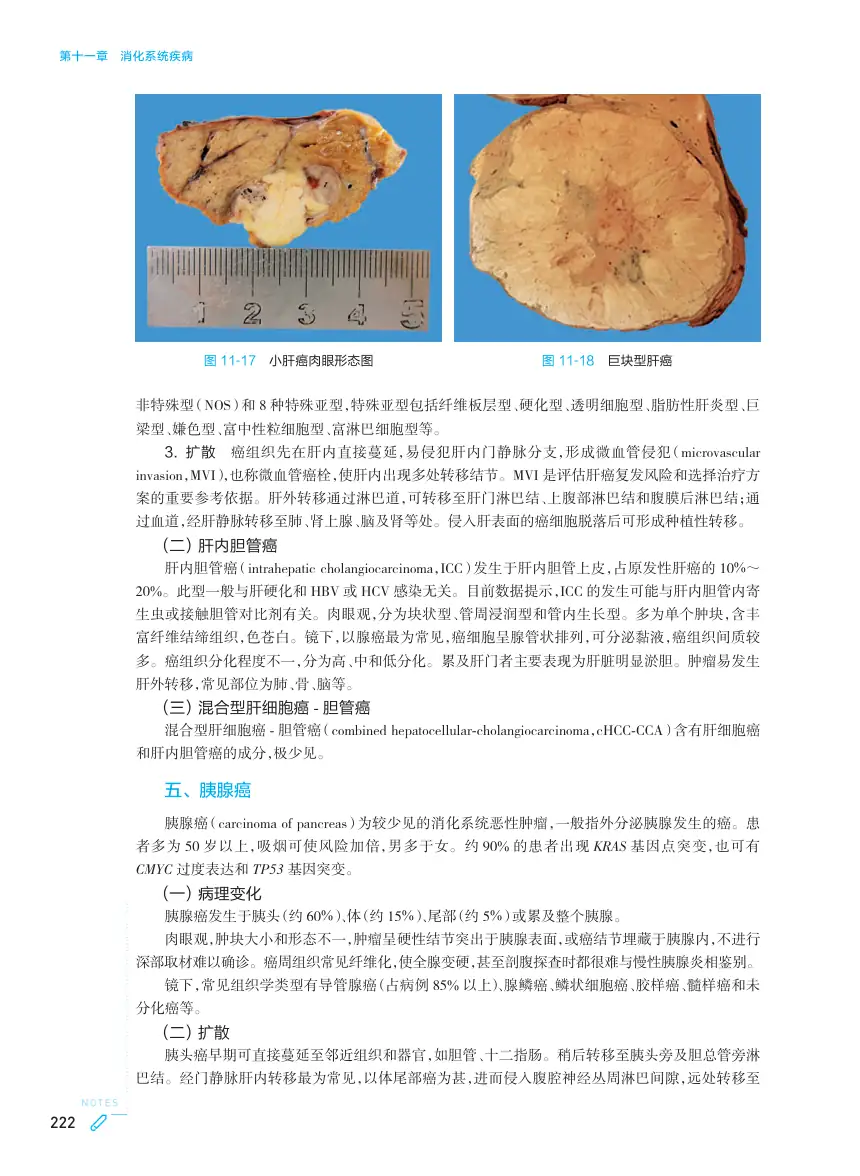 第十一章 消化系统疾病
1 2 3 4 5
图 11-17 小肝癌肉眼形态图
图 11-18 巨块型肝癌
非特殊型（NOS）和 8 种特殊亚型，特殊亚型包括纤维板层型、硬化型、透明细胞型、脂肪性肝炎型、巨
梁型、嫌色型、富中性粒细胞型、富淋巴细胞型等。
3. 扩散 癌组织先在肝内直接蔓延，易侵犯肝内门静脉分支，形成微血管侵犯（microvascular
invasion，MVI），也称微血管癌栓，使肝内出现多处转移结节。MVI 是评估肝癌复发风险和选择治疗方
案的重要参考依据。肝外转移通过淋巴道，可转移至肝门淋巴结、上腹部淋巴结和腹膜后淋巴结；通
过血道，经肝静脉转移至肺、肾上腺、脑及肾等处。侵入肝表面的癌细胞脱落后可形成种植性转移。
（二）肝内胆管癌
肝内胆管癌（intrahepatic cholangiocarcinoma，ICC）发生于肝内胆管上皮，占原发性肝癌的 10%～
20%。此型一般与肝硬化和 HBV 或 HCV 感染无关。目前数据提示，ICC 的发生可能与肝内胆管内寄
生虫或接触胆管对比剂有关。肉眼观，分为块状型、管周浸润型和管内生长型。多为单个肿块，含丰
富纤维结缔组织，色苍白。镜下，以腺癌最为常见，癌细胞呈腺管状排列，可分泌黏液，癌组织间质较
多。癌组织分化程度不一，分为高、中和低分化。累及肝门者主要表现为肝脏明显淤胆。肿瘤易发生
肝外转移，常见部位为肺、骨、脑等。
（三）混合型肝细胞癌 - 胆管癌
混合型肝细胞癌 - 胆管癌（combined hepatocellular-cholangiocarcinoma，cHCC-CCA）含有肝细胞癌
和肝内胆管癌的成分，极少见。
五、胰腺癌
胰腺癌（carcinoma of pancreas）为较少见的消化系统恶性肿瘤，一般指外分泌胰腺发生的癌。患
者多为 50 岁以上，吸烟可使风险加倍，男多于女。约 90% 的患者出现 KRAS 基因点突变，也可有
CMYC 过度表达和 TP53 基因突变。
（一）病理变化
胰腺癌发生于胰头（约 60%）、体（约 15%）、尾部（约 5%）或累及整个胰腺。
肉眼观，肿块大小和形态不一，肿瘤呈硬性结节突出于胰腺表面，或癌结节埋藏于胰腺内，不进行
深部取材难以确诊。癌周组织常见纤维化，使全腺变硬，甚至剖腹探查时都很难与慢性胰腺炎相鉴别。
镜下，常见组织学类型有导管腺癌（占病例 85% 以上）、腺鳞癌、鳞状细胞癌、胶样癌、髓样癌和未
分化癌等。
（二）扩散
胰头癌早期可直接蔓延至邻近组织和器官，如胆管、十二指肠。稍后转移至胰头旁及胆总管旁淋
巴结。经门静脉肝内转移最为常见，以体尾部癌为甚，进而侵入腹腔神经丛周淋巴间隙，远处转移至
NOTES
222